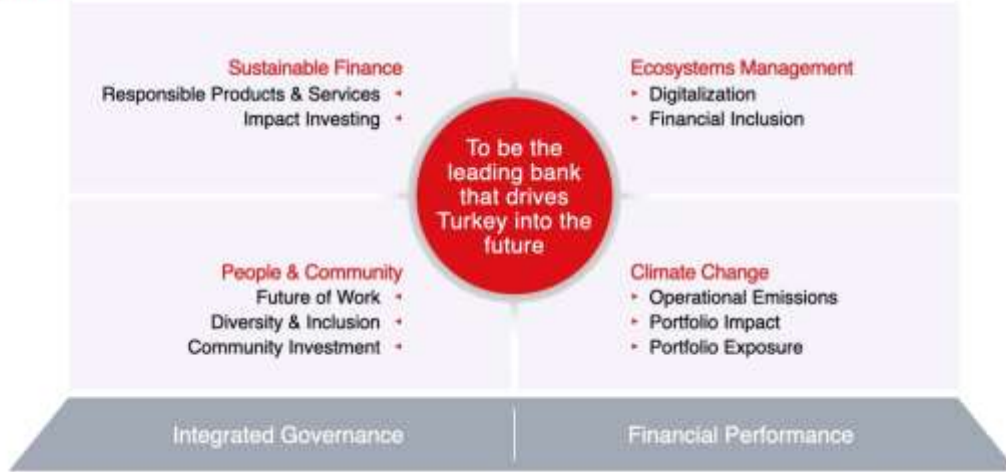 Sustainable Finance
Responsible Products & Services
Impact Investing
Ecosystems Management
Digitalization
Financial Inclusion
To be the
leading bank
that drives
Turkey into the
future
People & Community
Future of Work
Diversity & Inclusion
Community Investment
Climate Change
Operational Emissions
Portfolio Impact
Portfolio Exposure
Integrated Governance
Financial Performance